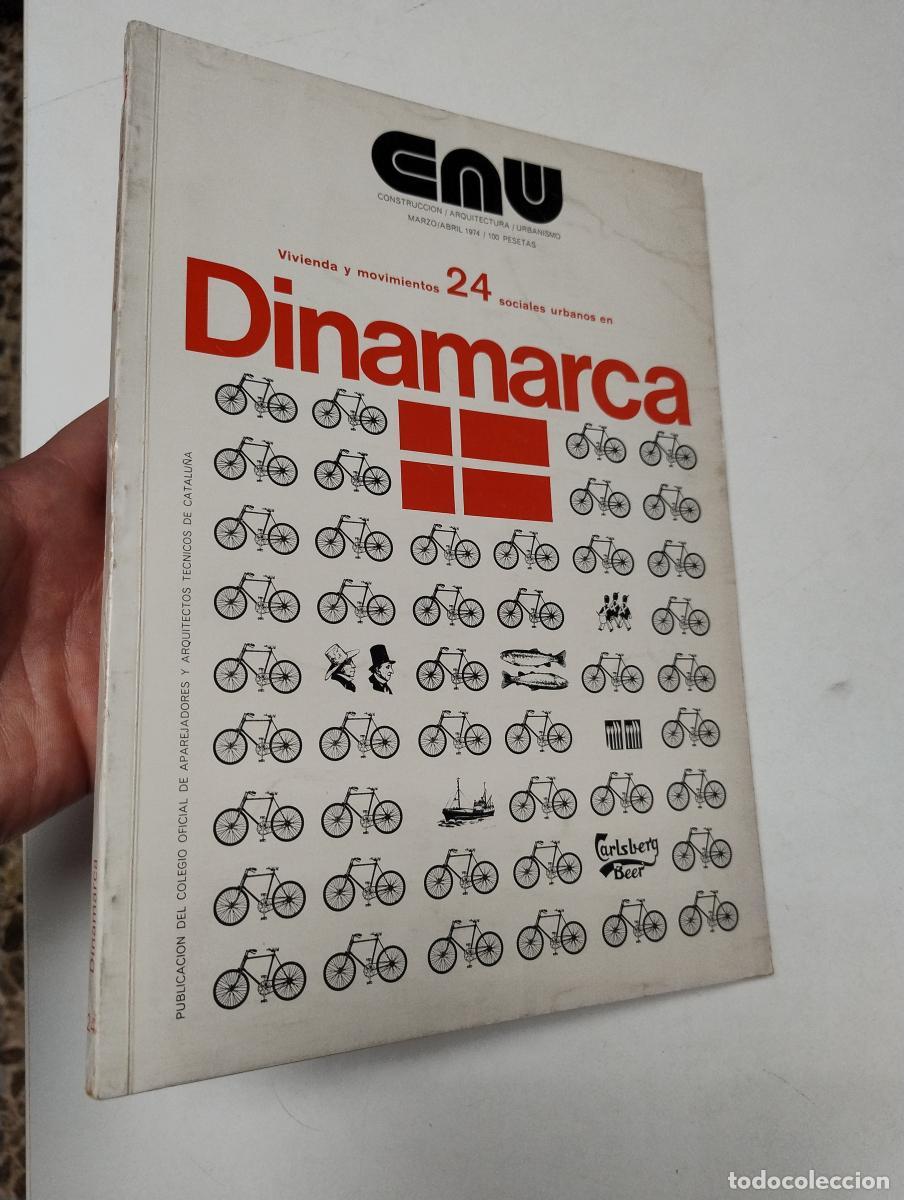 CAU
CONSTRUCCION / ARQUITECTURA / URBANISMO
MARZO/ABRIL 1974 / 100 PESETAS
Vivienda y movimientos 24 sociales urbanos en
Dinamarca
PUBLICACION DEL COLEGIO OFICIAL DE APAREJADORES Y ARQUITECTOS TECNICOS DE CATALUÑA
Carlsberg
Beer
Dinamarca
todocoleccion